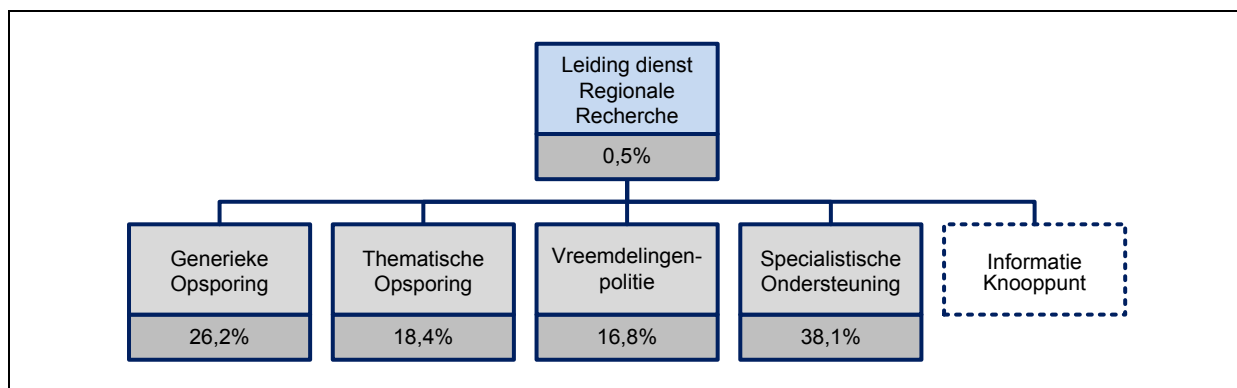 Leiding dienst
Regionale
Recherche
0,5%
Generieke
Opsporing
26,2%
Thematische
Opsporing
18,4%
Vreemdelingen-
politie
16,8%
Specialistische
Ondersteuning
38,1%
Informatie
Knooppunt